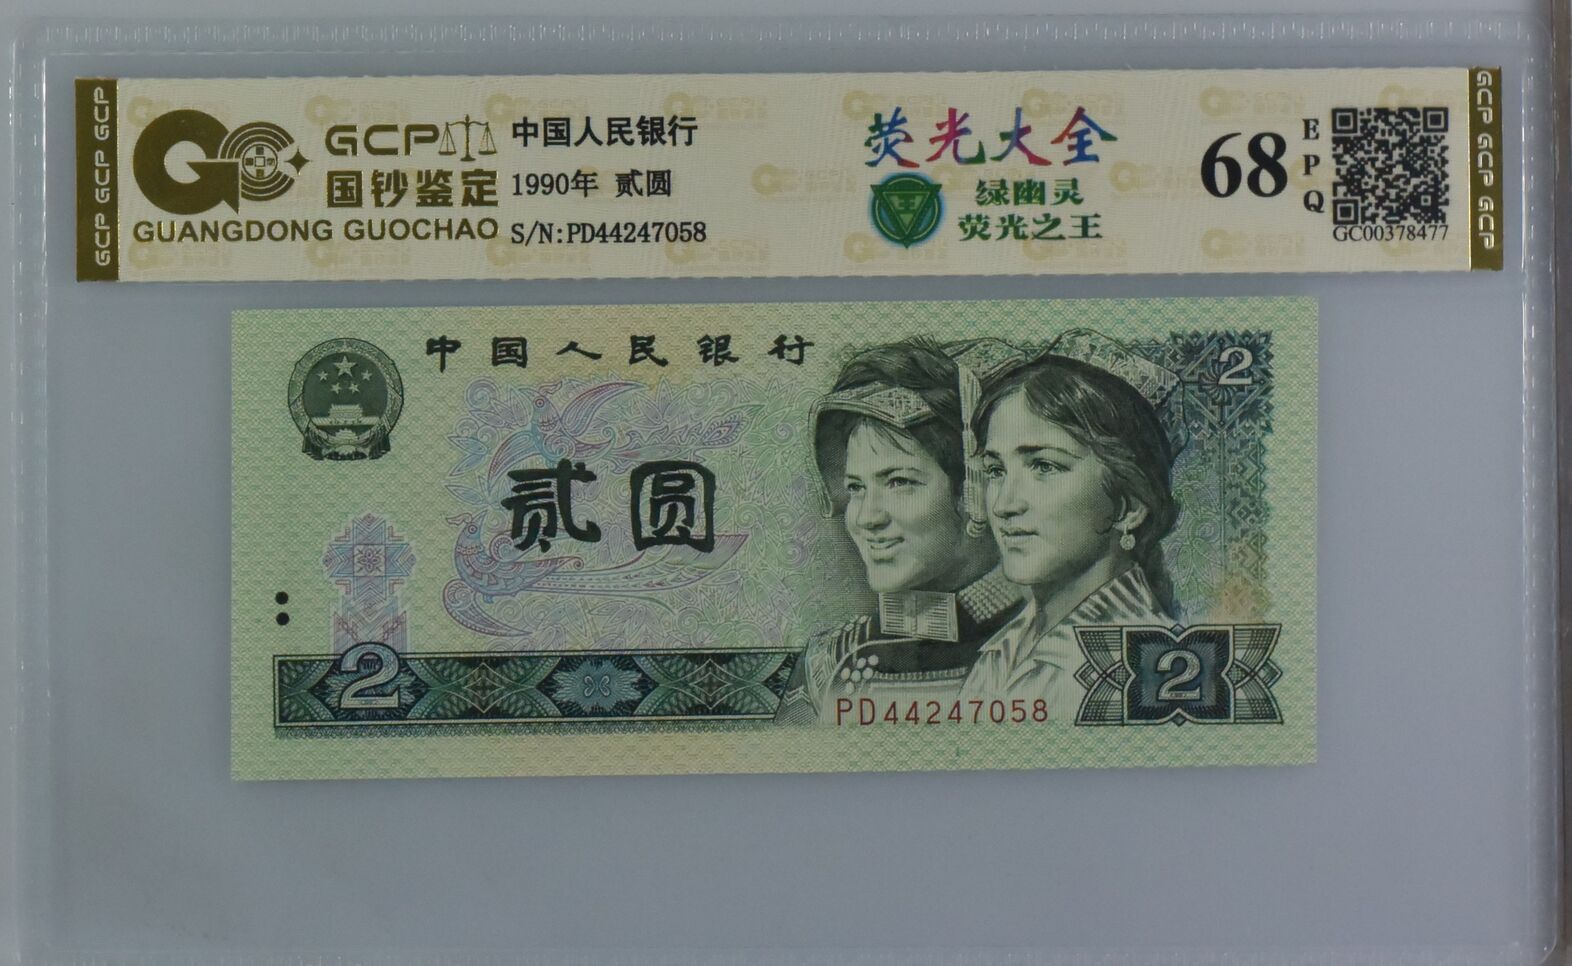 GCP GCP GCP
GCP
国钞鉴定
GUANGDONG GUOCHAO
中国人民银行
1990年 贰圆
S/N:PD44247058
荧光大全
王
绿幽灵
荧光之王
68
EPQ
GC00378477
GCP GCP GCP
中国人民银行
2
贰圆
2
PD44247058
2